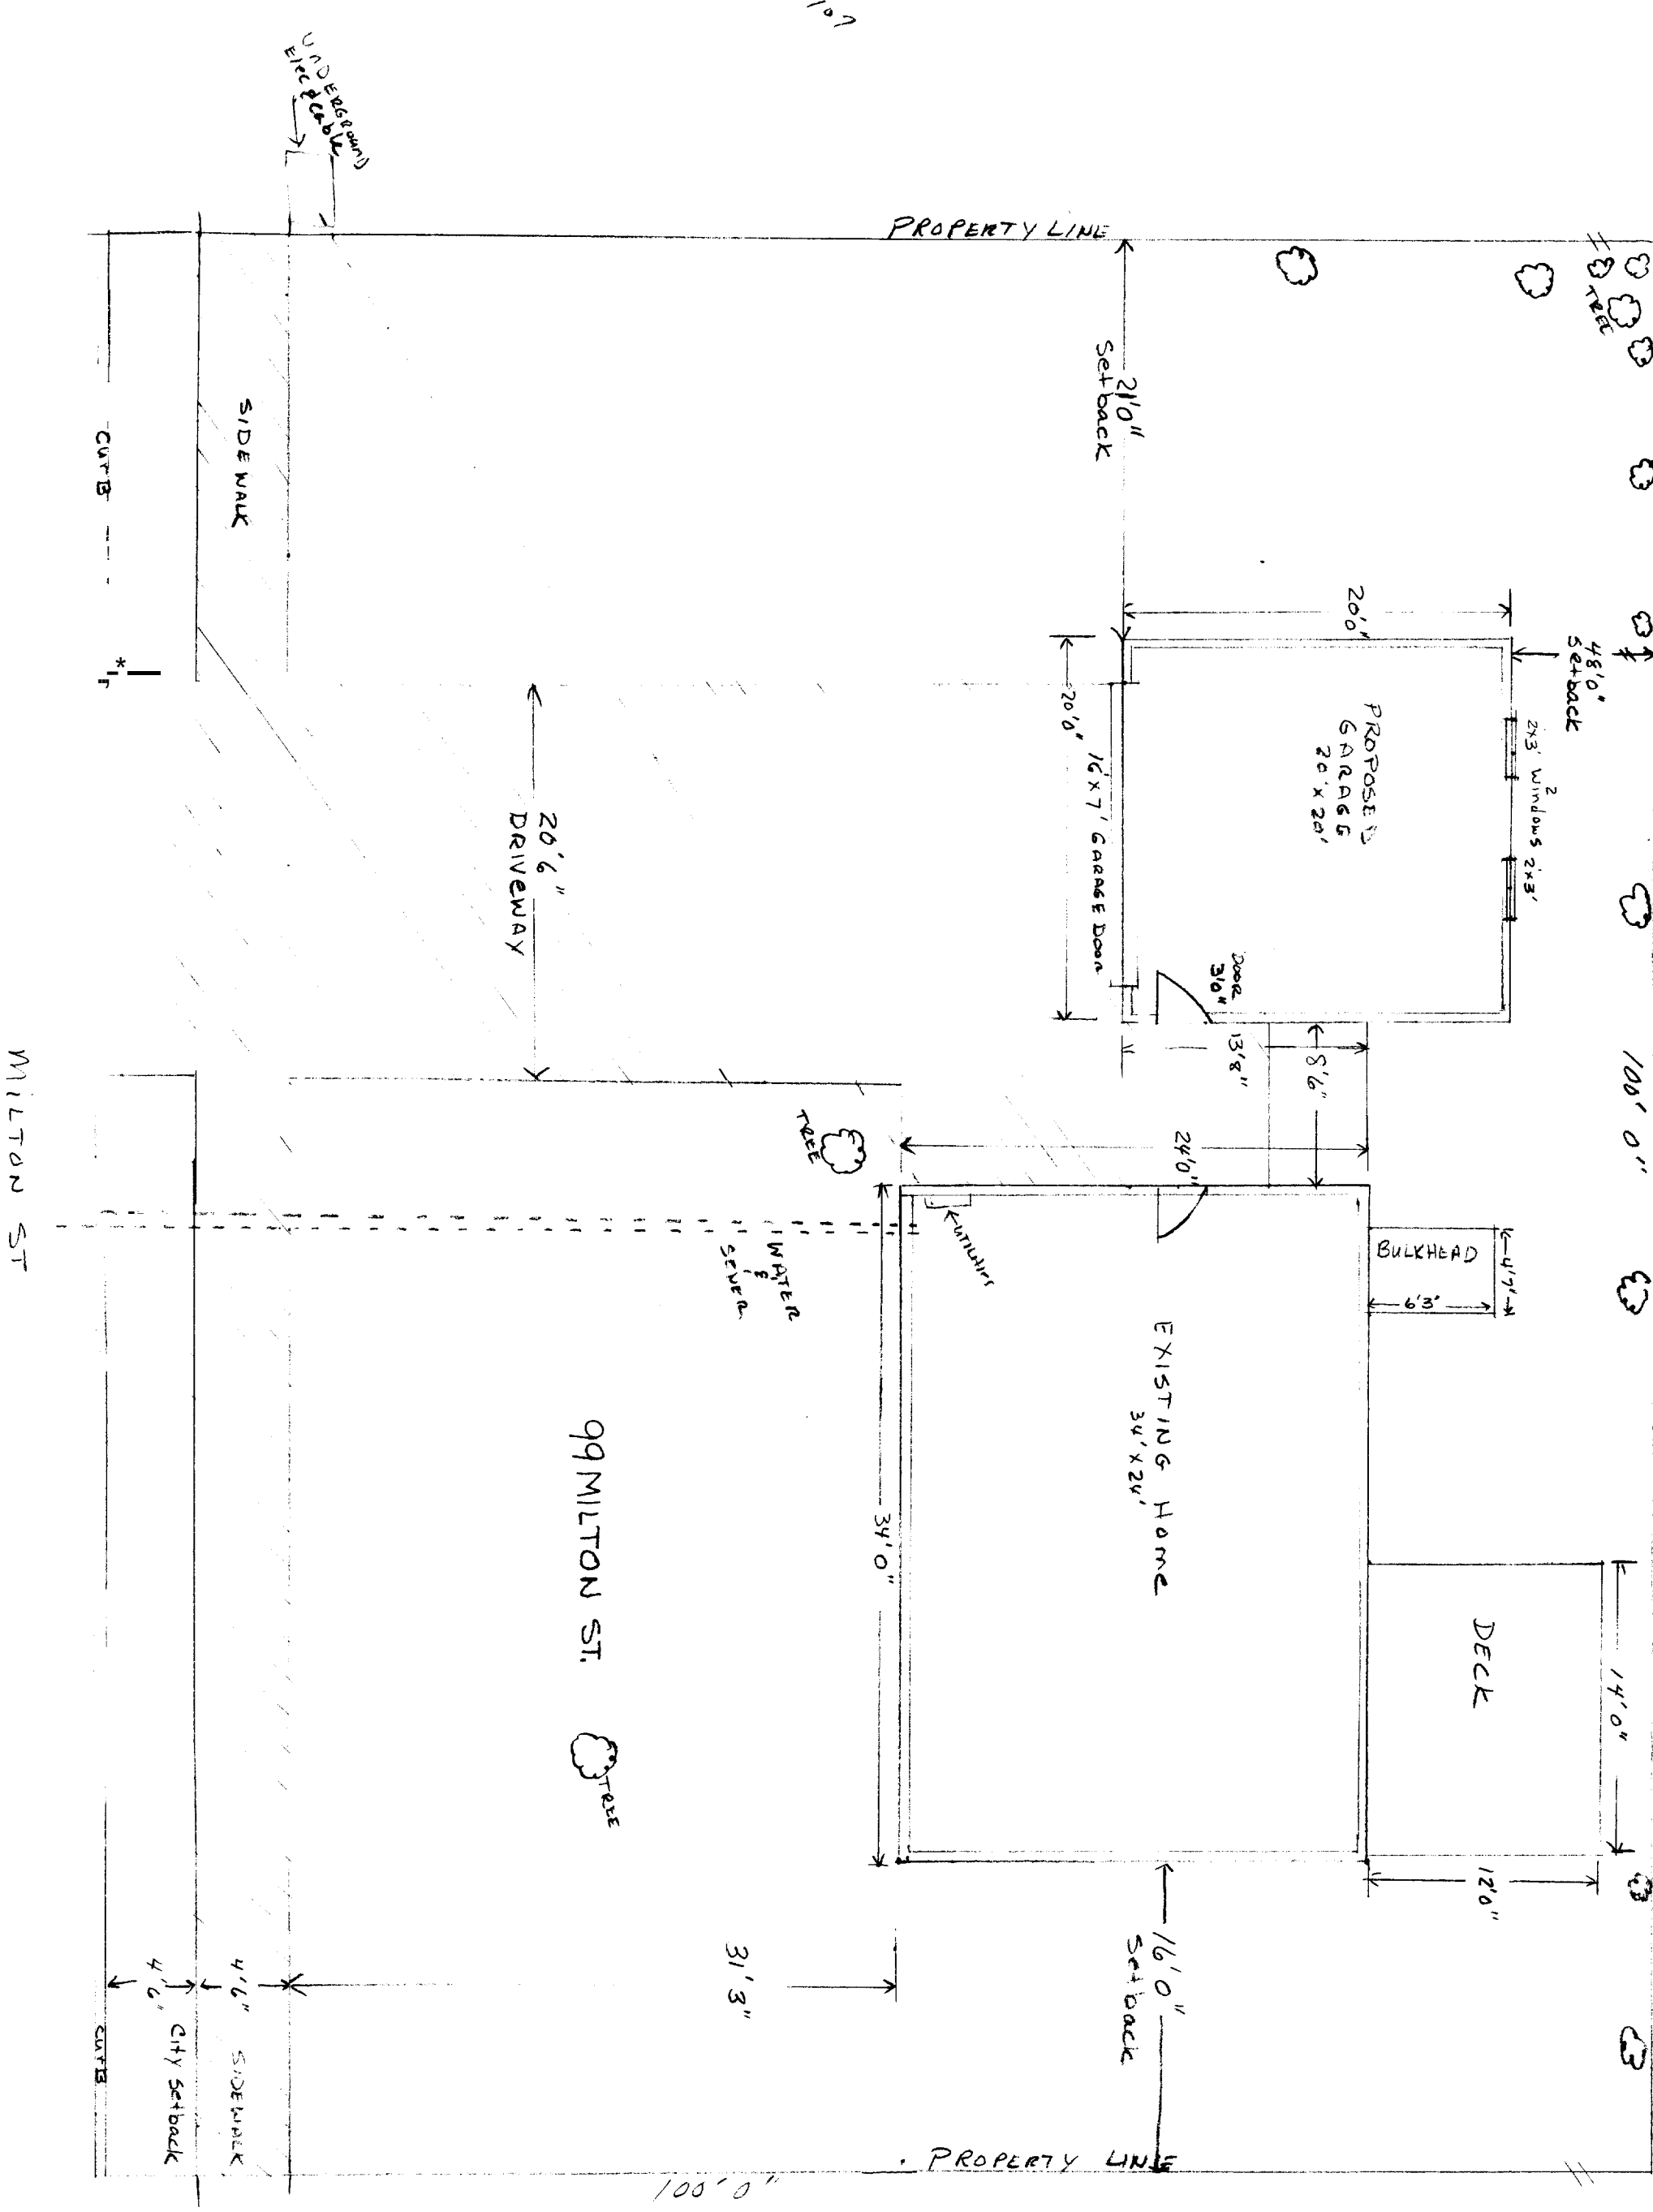 107
UNDERGROUND
Elec & cable
PROPERTY LINE
TREE
21'0"
Setback
20'0"
48'0"
Setback
2x3' windows 2x3'
2
PROPOSED
GARAGE
20' x 20'
20'0"
16'x7' GARAGE DOOR
DOOR
3'0"
13'8"
8'6"
24'0"
100' 0"
SIDEWALK
CURB
20'6"
DRIVEWAY
TREE
UTILITIES
WATER
&
SEWER
BULKHEAD
4'7"
6'3"
EXISTING HOME
34' x 24'
34'0"
DECK
14'0"
12'0"
99 MILTON ST.
TREE
31'3"
16'0"
Setback
4'6" SIDEWALK
4'6" City Setback
CURB
PROPERTY LINE
100'0"
MILTON ST